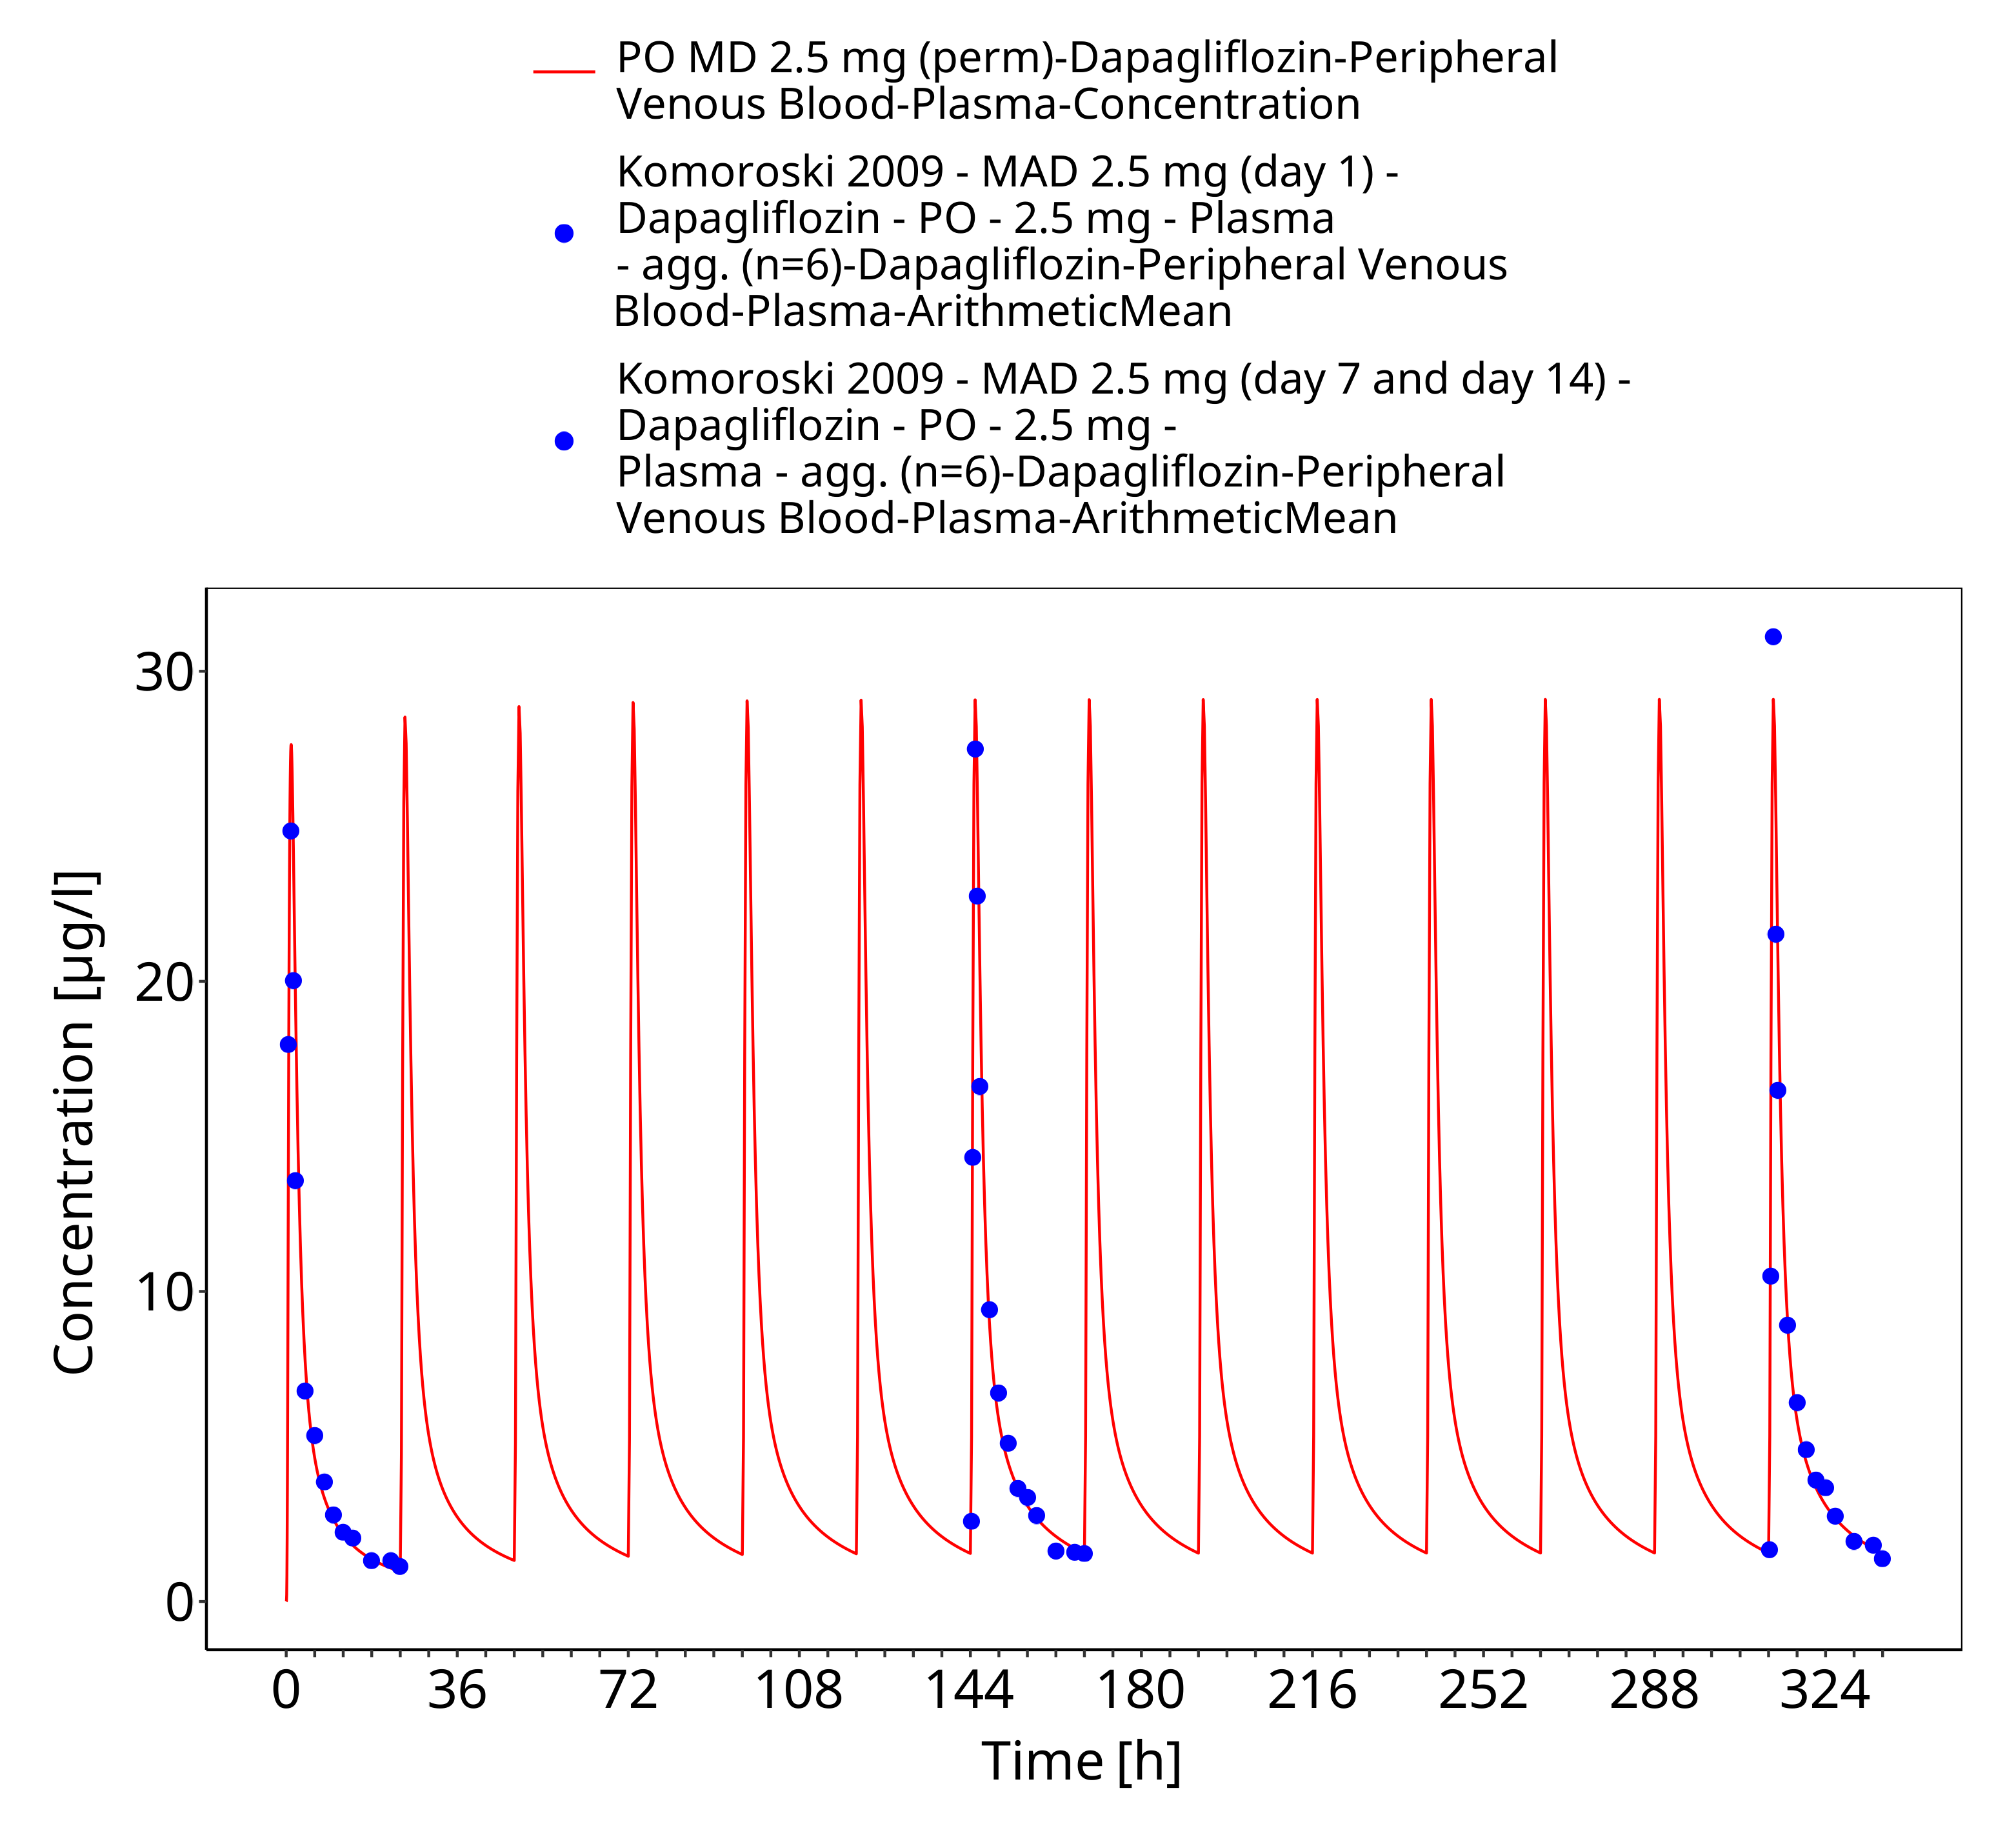 PO MD 2.5 mg (perm)-Dapagliflozin-Peripheral
Venous Blood-Plasma-Concentration
Komoroski 2009 - MAD 2.5 mg (day 1) -
Dapagliflozin - PO - 2.5 mg - Plasma
- agg. (n=6)-Dapagliflozin-Peripheral Venous
Blood-Plasma-ArithmeticMean
Komoroski 2009 - MAD 2.5 mg (day 7 and day 14) -
Dapagliflozin - PO - 2.5 mg -
Plasma - agg. (n=6)-Dapagliflozin-Peripheral
Venous Blood-Plasma-ArithmeticMean
Concentration [µg/l]
30
20
10
0
0 36 72 108 144 180 216 252 288 324
Time [h]